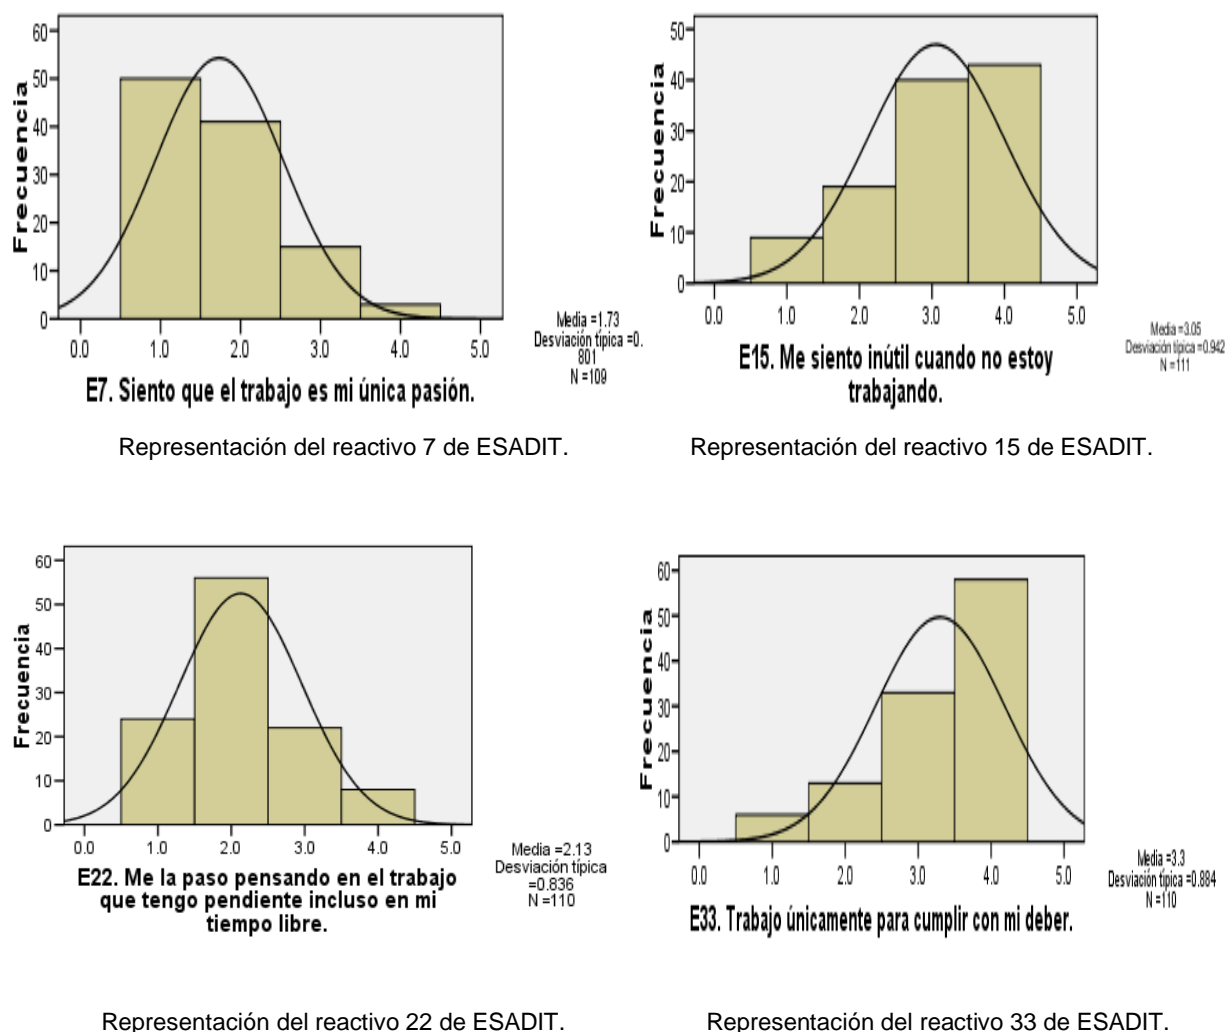 60
50
40
30
20
10
0
Frecuencia
0.0 1.0 2.0 3.0 4.0 5.0
E7. Siento que el trabajo es mi única pasión.
Media =1.73
Desviación típica =0.
801
N =109
Representación del reactivo 7 de ESADIT.
50
40
30
20
10
0
Frecuencia
0.0 1.0 2.0 3.0 4.0 5.0
E15. Me siento inútil cuando no estoy
trabajando.
Media =3.05
Desviación típica =0.942
N =111
Representación del reactivo 15 de ESADIT.
60
50
40
30
20
10
0
Frecuencia
0.0 1.0 2.0 3.0 4.0 5.0
E22. Me la paso pensando en el trabajo
que tengo pendiente incluso en mi
tiempo libre.
Media =2.13
Desviación típica
=0.836
N =110
Representación del reactivo 22 de ESADIT.
60
50
40
30
20
10
0
Frecuencia
0.0 1.0 2.0 3.0 4.0 5.0
E33. Trabajo únicamente para cumplir con mi deber.
Media =3.3
Desviación típica =0.884
N =110
Representación del reactivo 33 de ESADIT.